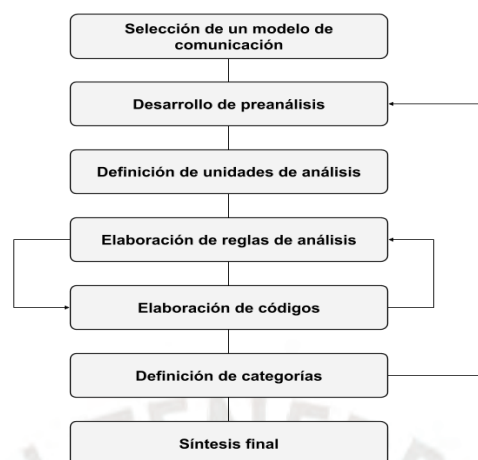 Selección de un modelo de
comunicación
Desarrollo de preanálisis
Definición de unidades de análisis
Elaboración de reglas de análisis
Elaboración de códigos
Definición de categorías
Síntesis final